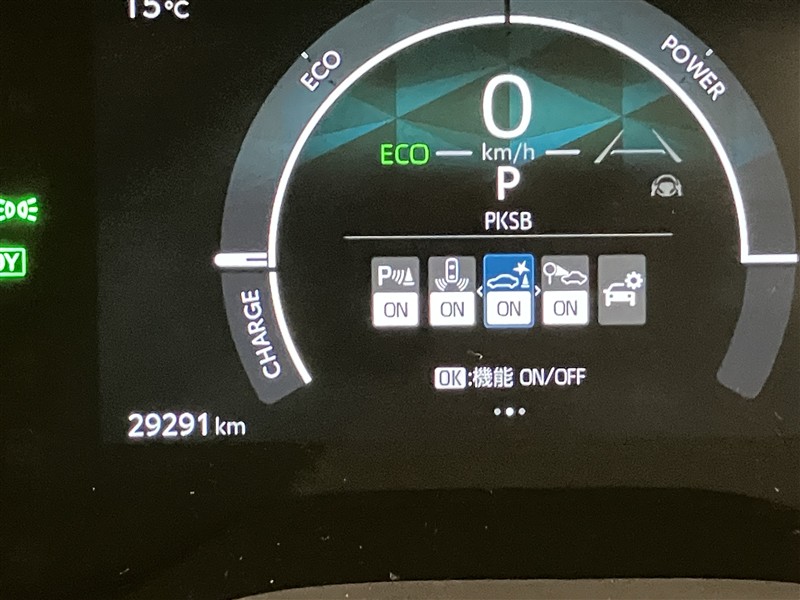 15℃
ECO
POWER
0
km/h
ECO
P
PKSB
P
ON
ON
ON
ON
CHARGE
OK:機能 ON/OFF
29291 km